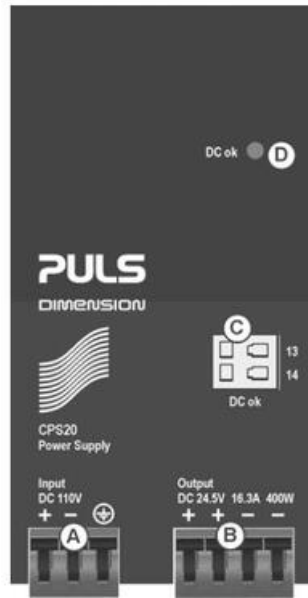 DC ok D
PULS
DIMENSION
C
13
14
DC ok
CPS20
Power Supply
Input
DC 110V
+ - ⏚
A
Output
DC 24.5V 16.3A 400W
+ + - -
B